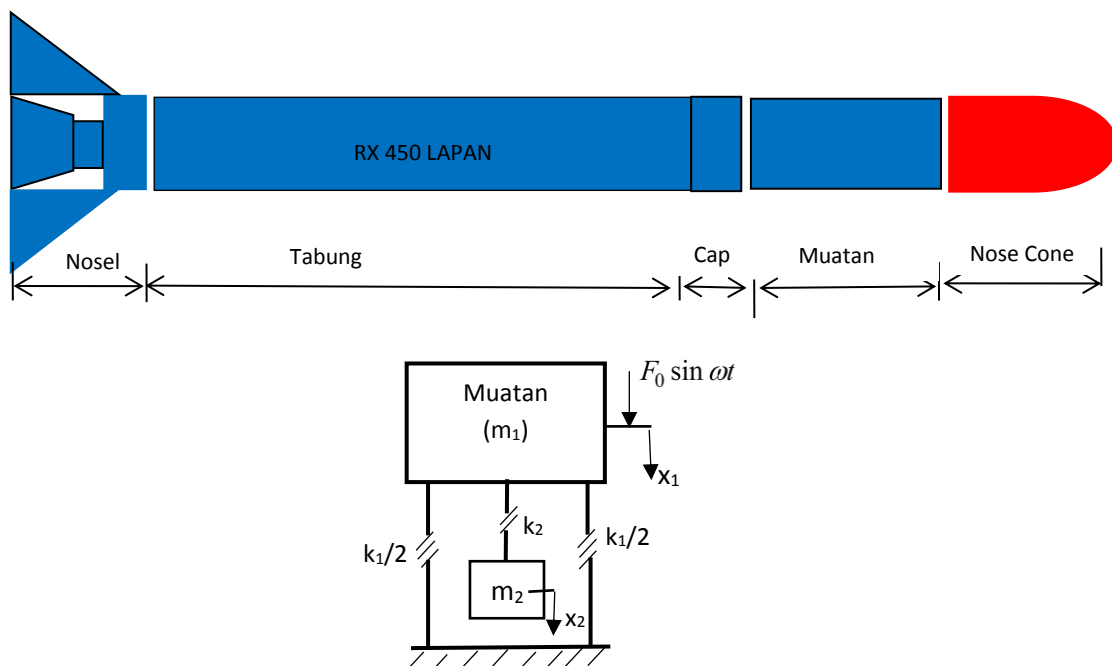 RX 450 LAPAN
Nosel
Tabung
Cap
Muatan
Nose Cone
Muatan
(m₁)
F₀ sin ωt
x₁
k₁/2
k₂
k₁/2
m₂
x₂